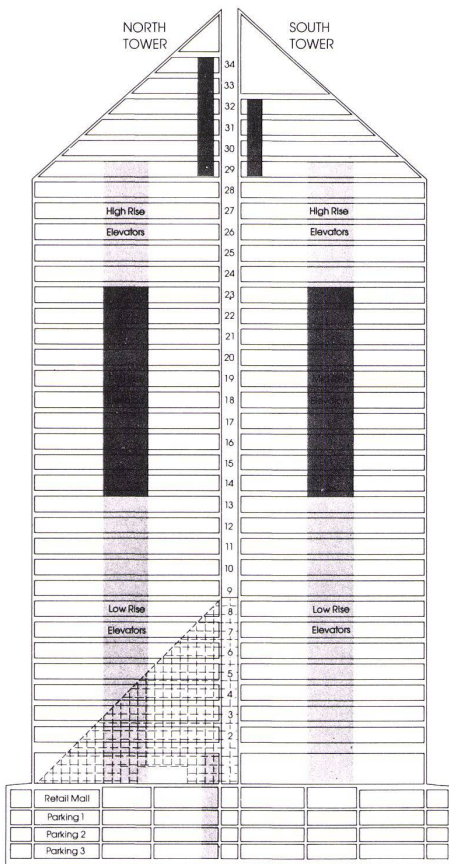 NORTH
TOWER
SOUTH
TOWER
34
33
32
31
30
29
28
High Rise
27
High Rise
Elevators
26
Elevators
25
24
23
22
21
20
19
18
17
16
15
14
13
12
11
10
9
Low Rise
8
Low Rise
Elevators
7
Elevators
6
5
4
3
2
1
Retail Mall
Parking 1
Parking 2
Parking 3